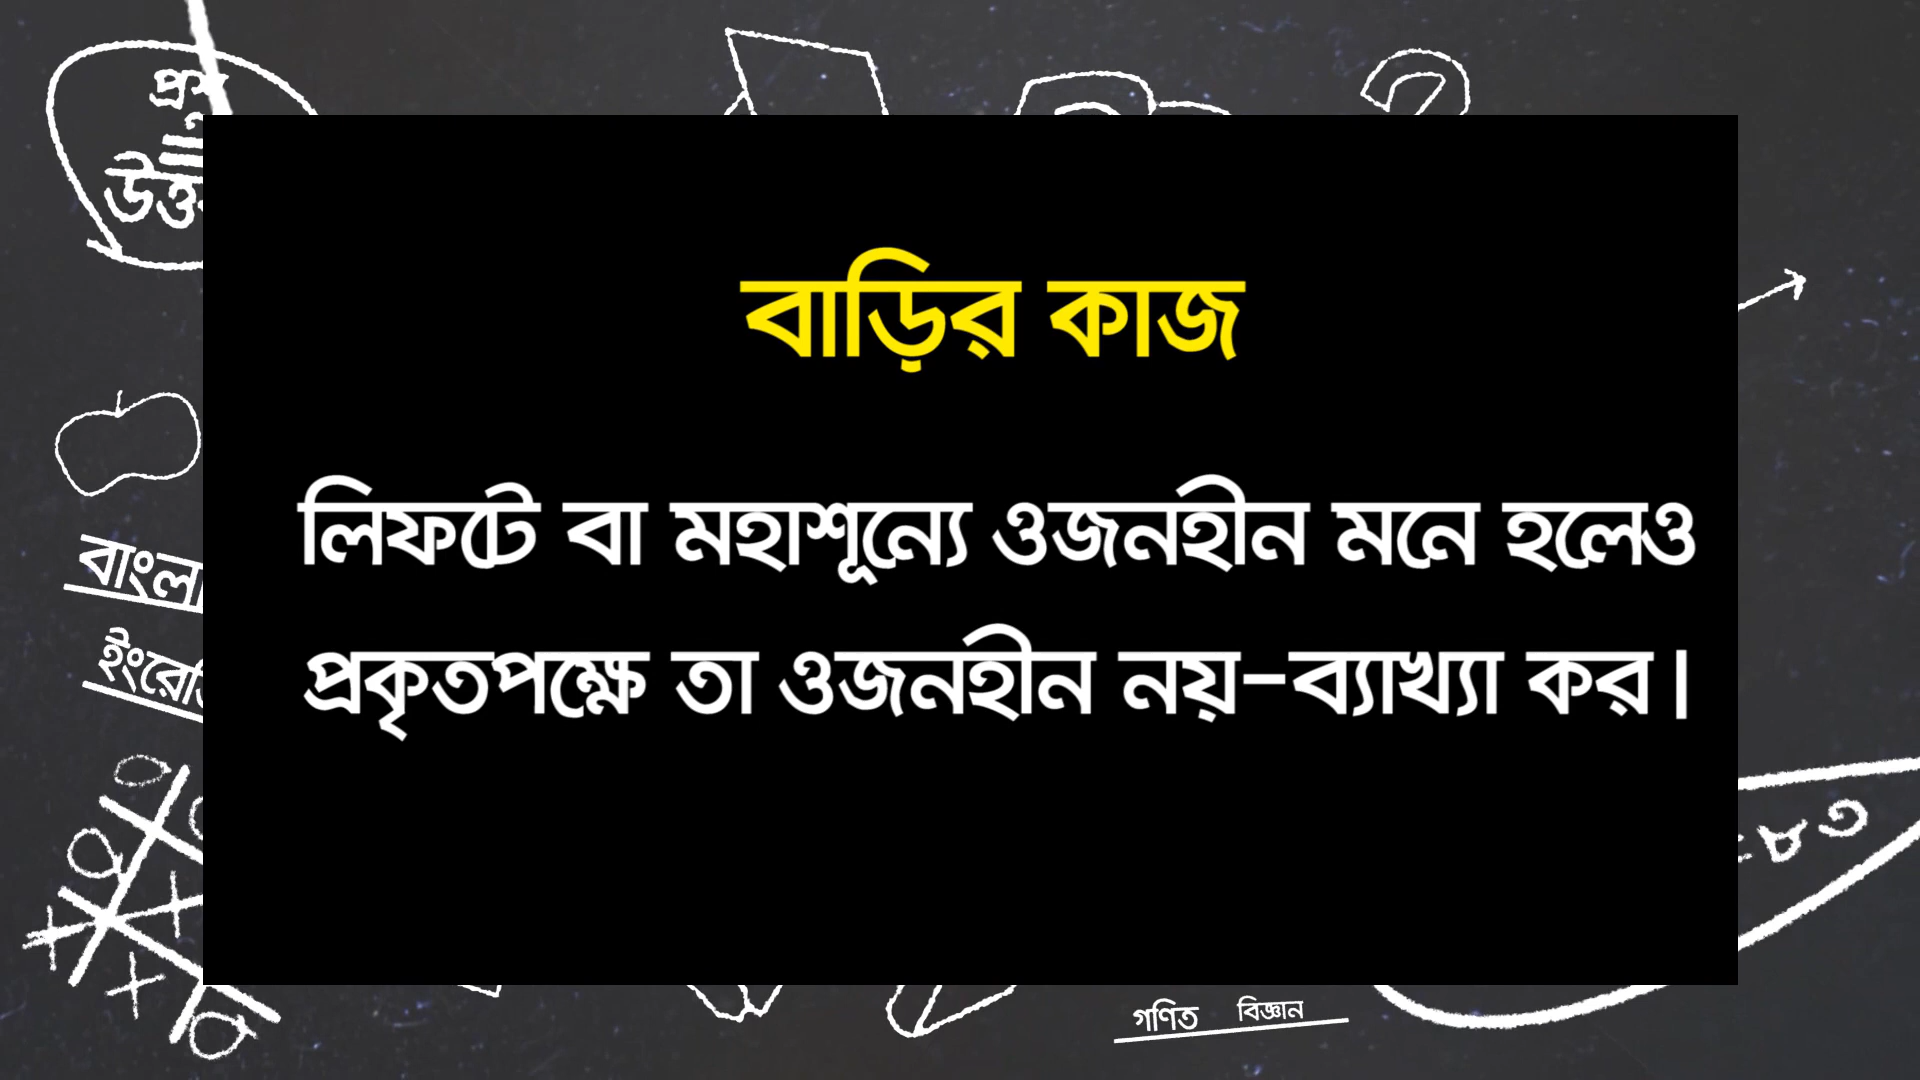 বাড়ির কাজ
লিফটে বা মহাশূন্যে ওজনহীন মনে হলেও
প্রকৃতপক্ষে তা ওজনহীন নয়–ব্যাখ্যা কর।
গণিত বিজ্ঞান